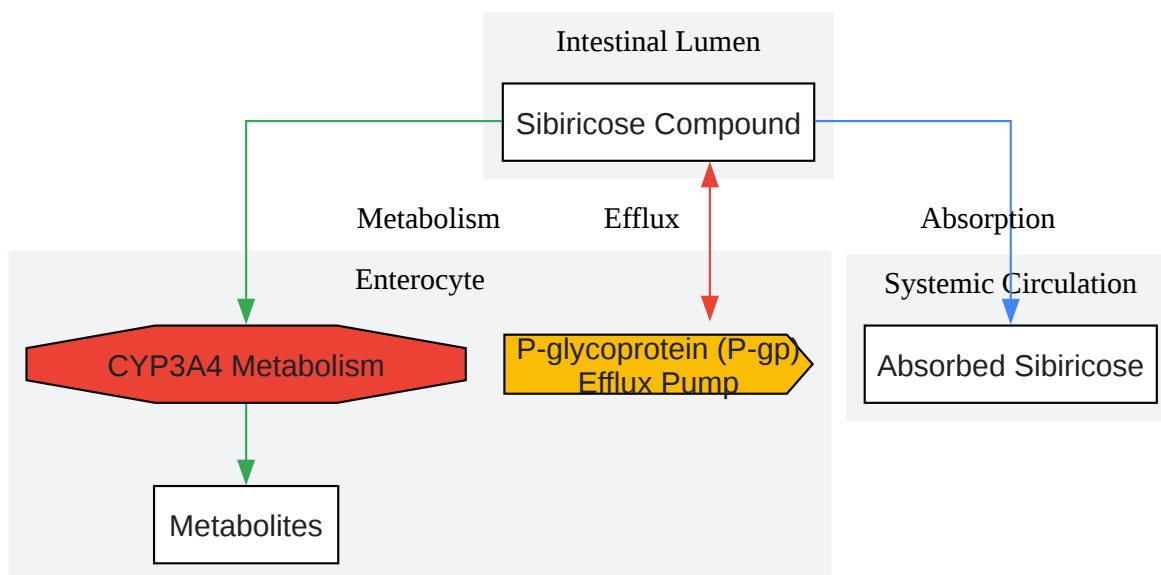 Intestinal Lumen
Sibiricose Compound
Metabolism
Efflux
Absorption
Enterocyte
Systemic Circulation
CYP3A4 Metabolism
P-glycoprotein (P-gp)
Efflux Pump
Absorbed Sibiricose
Metabolites